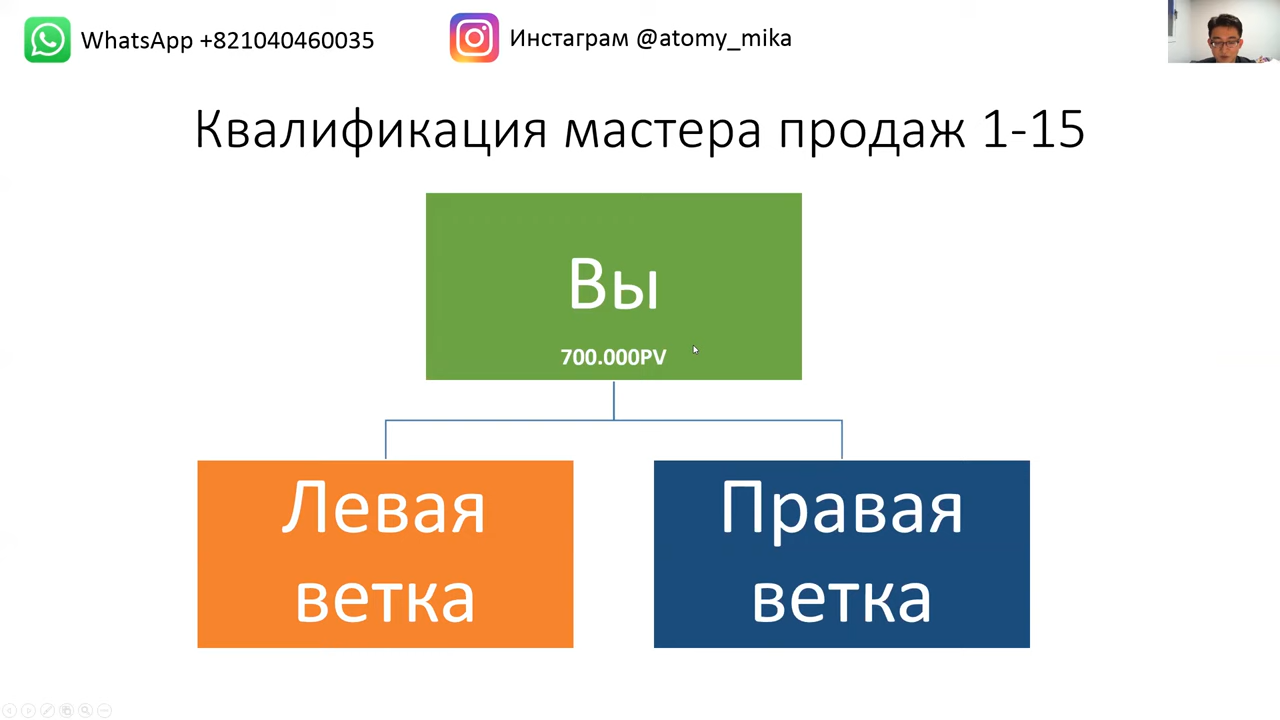 WhatsApp +821040460035
Инстаграм @atomy_mika
Квалификация мастера продаж 1-15
Вы
700.000PV
Левая
ветка
Правая
ветка